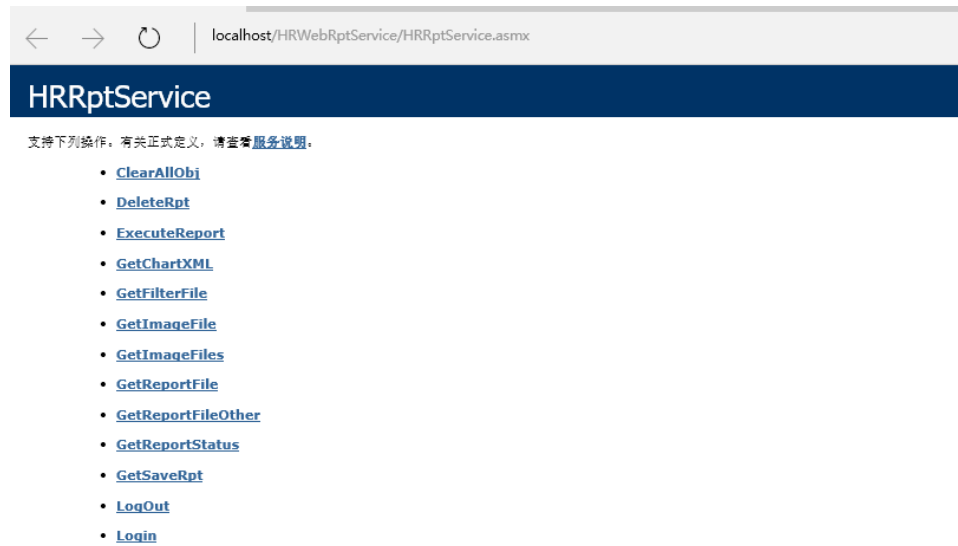 localhost/HRWebRptService/HRRptService.asmx
HRRptService
支持下列操作。有关正式定义，请查看服务说明。
• ClearAllObj
• DeleteRpt
• ExecuteReport
• GetChartXML
• GetFilterFile
• GetImageFile
• GetImageFiles
• GetReportFile
• GetReportFileOther
• GetReportStatus
• GetSaveRpt
• LogOut
• Login